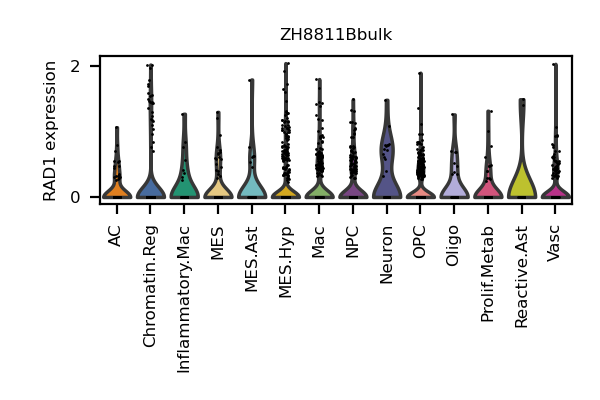 ZH8811Bbulk
RAD1 expression
2
0
AC
Chromatin.Reg
Inflammatory.Mac
MES
MES.Ast
MES.Hyp
Mac
NPC
Neuron
OPC
Oligo
Prolif.Metab
Reactive.Ast
Vasc